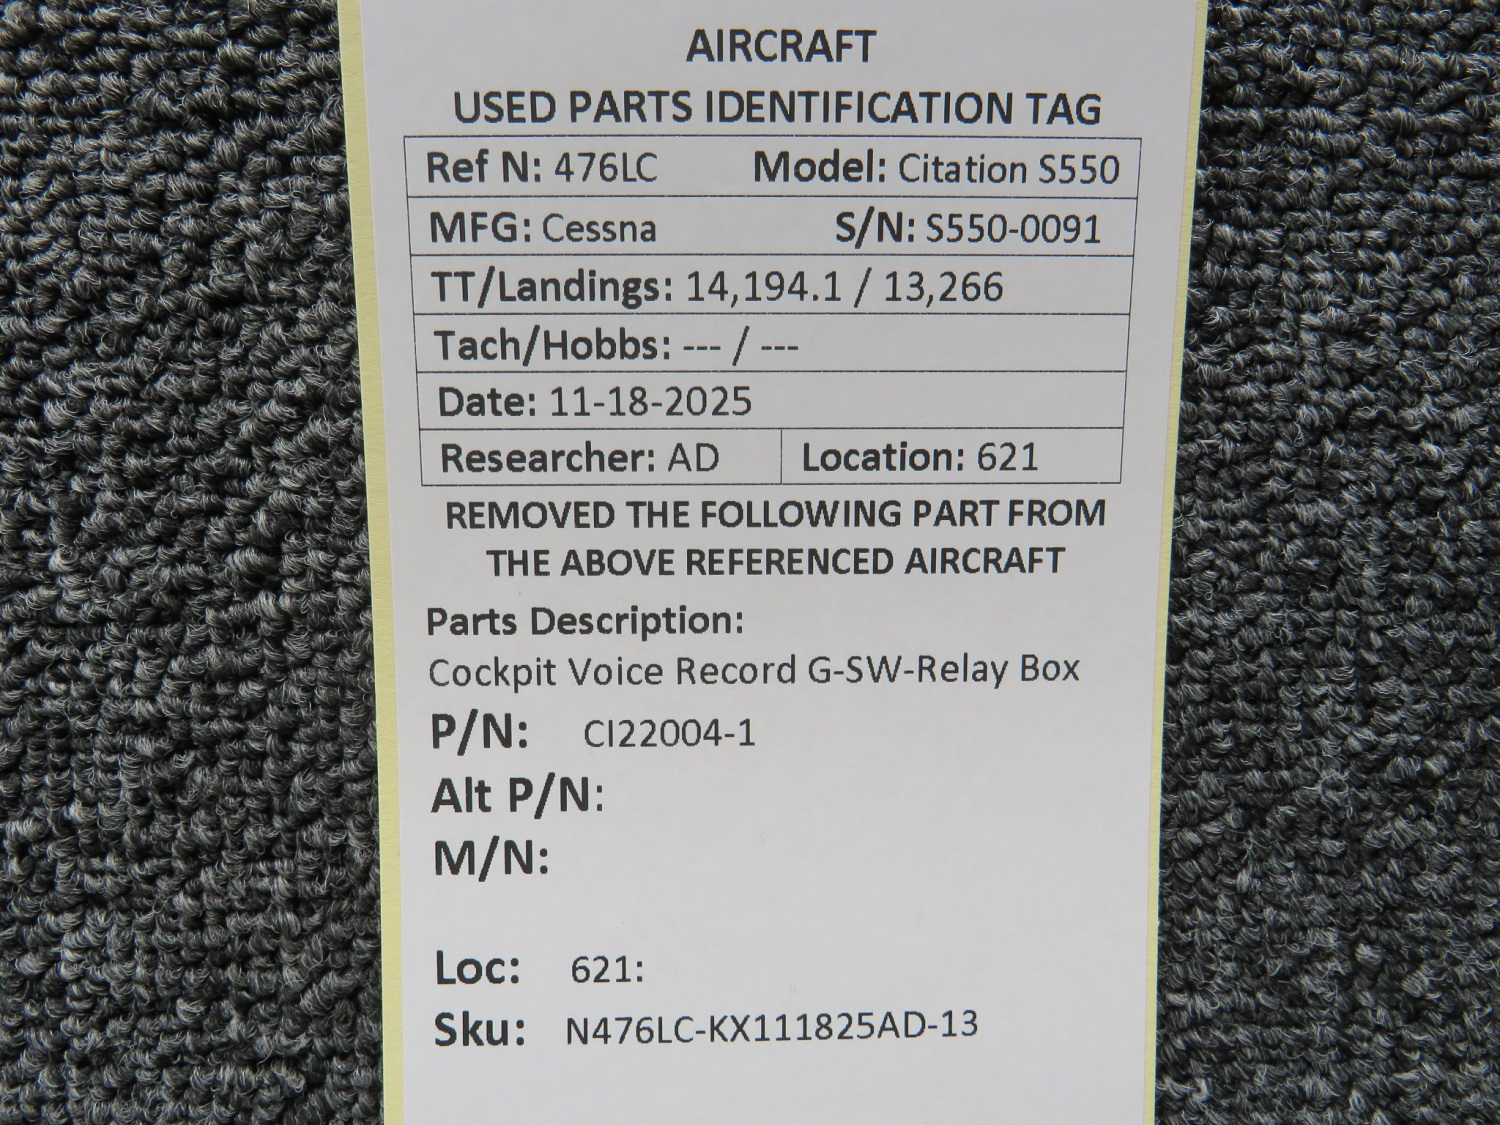 AIRCRAFT
USED PARTS IDENTIFICATION TAG
Ref N: 476LC Model: Citation S550
MFG: Cessna S/N: S550-0091
TT/Landings: 14,194.1 / 13,266
Tach/Hobbs: --- / ---
Date: 11-18-2025
Researcher: AD Location: 621
REMOVED THE FOLLOWING PART FROM
THE ABOVE REFERENCED AIRCRAFT
Parts Description:
Cockpit Voice Record G-SW-Relay Box
P/N: CI22004-1
Alt P/N:
M/N:
Loc: 621:
Sku: N476LC-KX111825AD-13